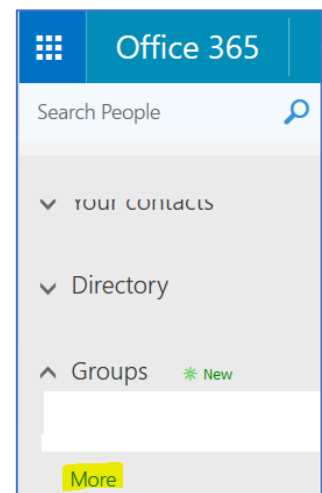 Office 365
Search People
Your contacts
Directory
Groups New
More